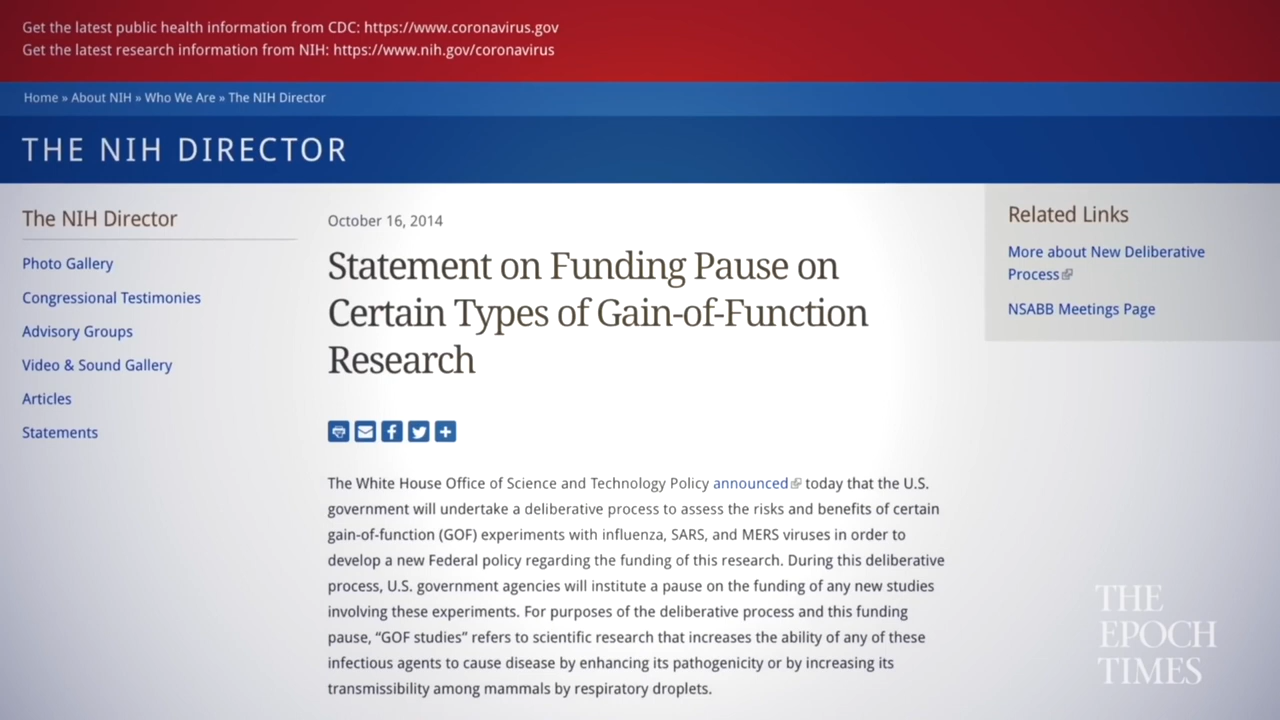 Get the latest public health information from CDC: https://www.coronavirus.gov
Get the latest research information from NIH: https://www.nih.gov/coronavirus
Home » About NIH » Who We Are » The NIH Director
THE NIH DIRECTOR
The NIH Director
Photo Gallery
Congressional Testimonies
Advisory Groups
Video & Sound Gallery
Articles
Statements
October 16, 2014
Statement on Funding Pause on
Certain Types of Gain-of-Function
Research
The White House Office of Science and Technology Policy announced today that the U.S.
government will undertake a deliberative process to assess the risks and benefits of certain
gain-of-function (GOF) experiments with influenza, SARS, and MERS viruses in order to
develop a new Federal policy regarding the funding of this research. During this deliberative
process, U.S. government agencies will institute a pause on the funding of any new studies
involving these experiments. For purposes of the deliberative process and this funding
pause, “GOF studies” refers to scientific research that increases the ability of any of these
infectious agents to cause disease by enhancing its pathogenicity or by increasing its
transmissibility among mammals by respiratory droplets.
Related Links
More about New Deliberative
Process
NSABB Meetings Page
THE
EPOCH
TIMES